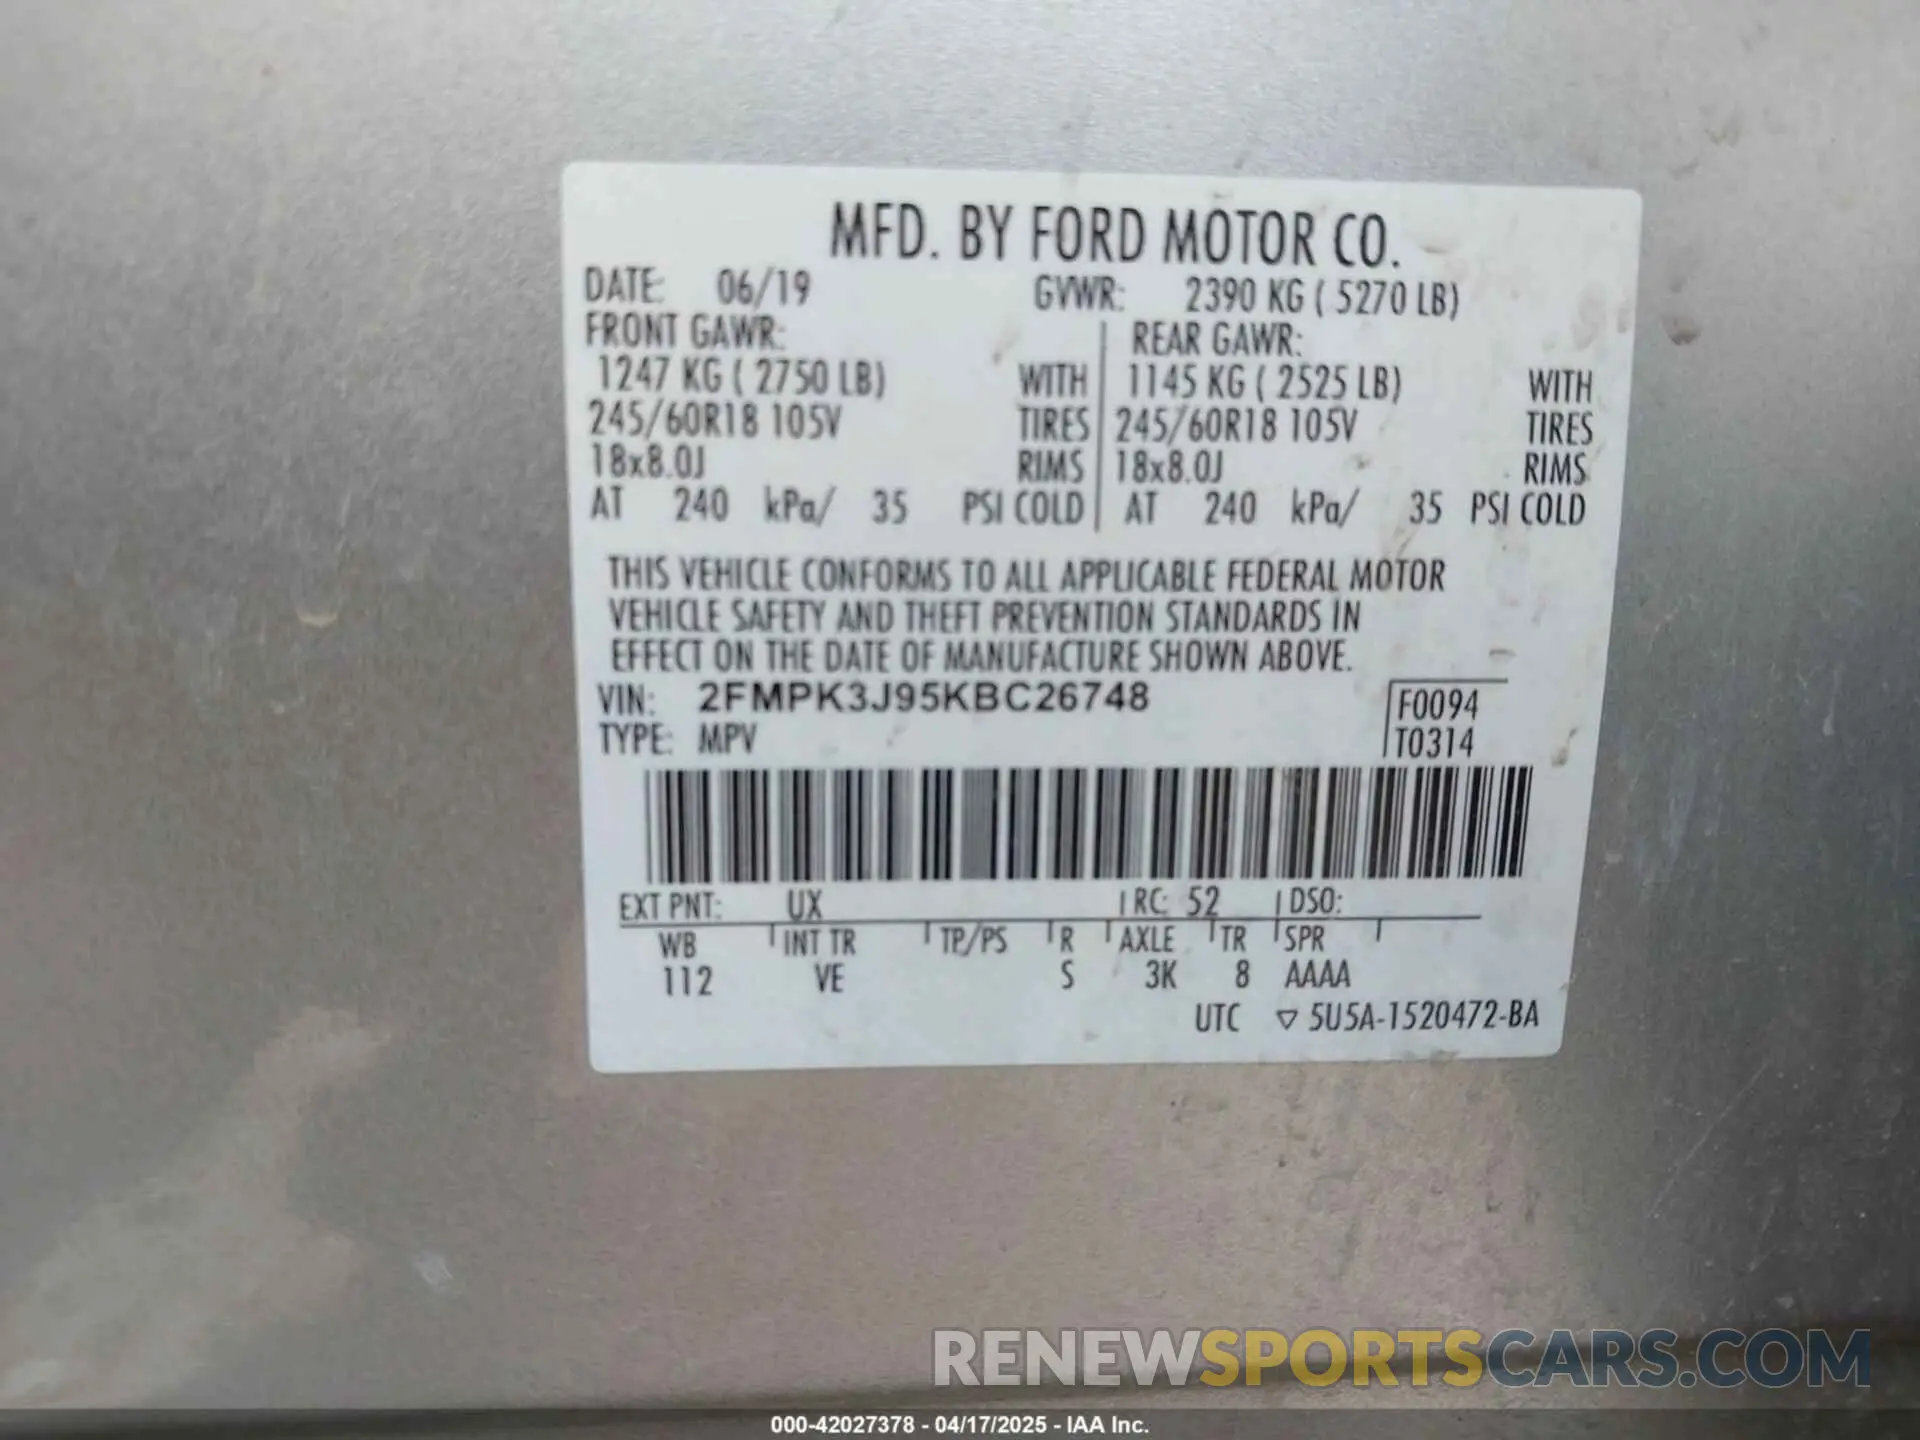 MFD. BY FORD MOTOR CO.
DATE: 06/19 GVWR: 2390 KG ( 5270 LB)
FRONT GAWR: REAR GAWR:
1247 KG ( 2750 LB) WITH 1145 KG ( 2525 LB) WITH
245/60R18 105V TIRES 245/60R18 105V TIRES
18x8.0J RIMS 18x8.0J RIMS
AT 240 kPa/ 35 PSI COLD AT 240 kPa/ 35 PSI COLD
THIS VEHICLE CONFORMS TO ALL APPLICABLE FEDERAL MOTOR
VEHICLE SAFETY AND THEFT PREVENTION STANDARDS IN
EFFECT ON THE DATE OF MANUFACTURE SHOWN ABOVE.
VIN: 2FMPK3J95KBC26748 F0094
TYPE: MPV T0314
EXT PNT: UX RC: 52 DSO:
WB INT TR TP/PS R AXLE TR SPR
112 VE S 3K 8 AAAA
UTC ▽ 5U5A-1520472-BA
RENEWSPORTSCARS.COM
000-42027378 - 04/17/2025 - IAA Inc.